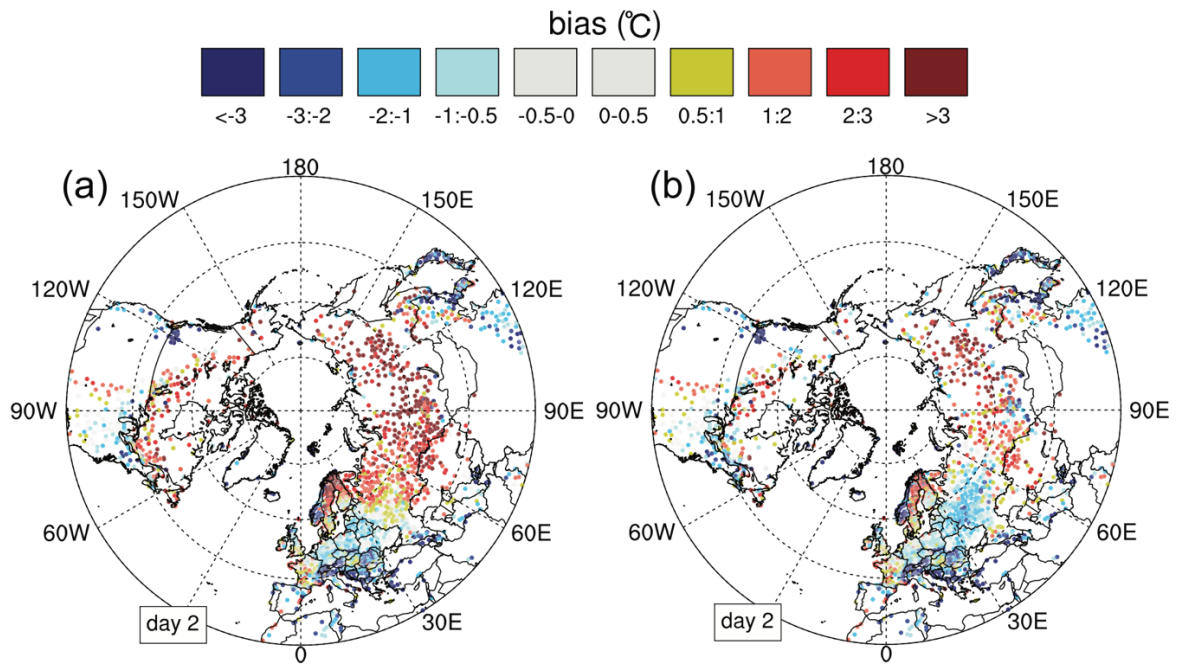 bias (℃)
<-3 -3:-2 -2:-1 -1:-0.5 -0.5-0 0-0.5 0.5:1 1:2 2:3 >3
(a) 180 (b) 180
150W 150E 150W 150E
120W 120E 120W 120E
90W 90E 90W 90E
60W 60E 60W 60E
day 2 30E day 2 30E
0 0